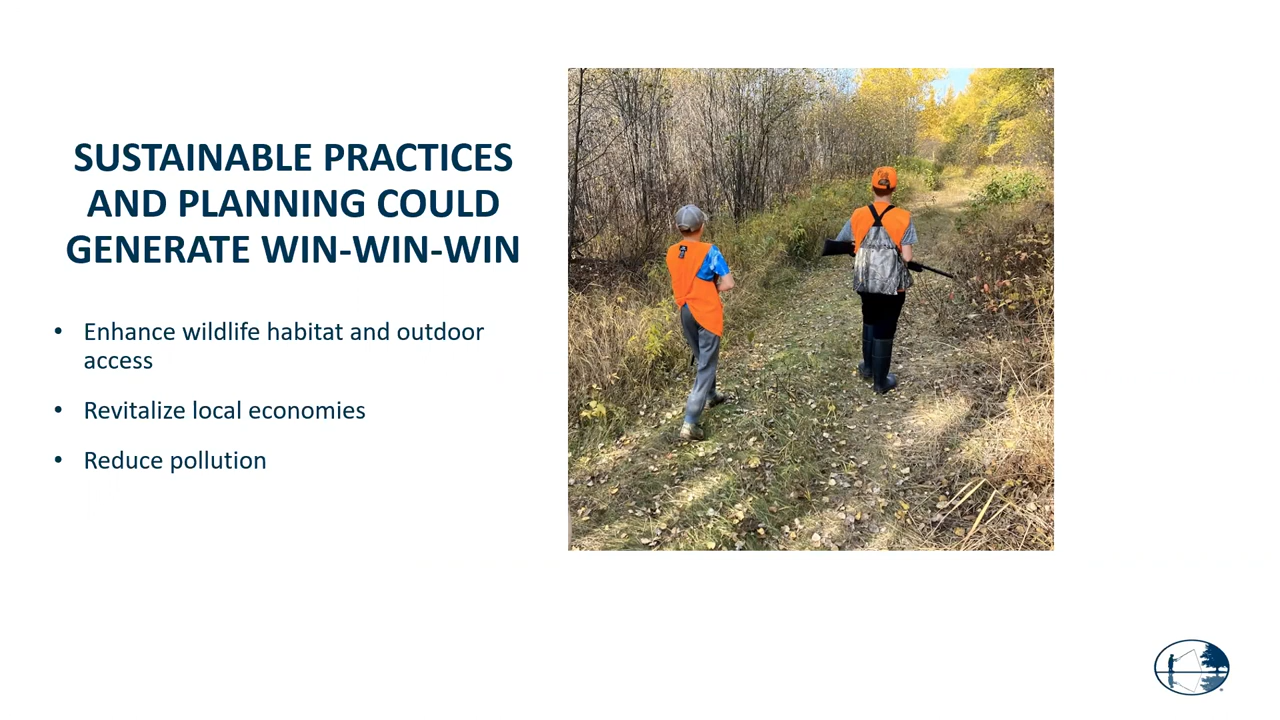 SUSTAINABLE PRACTICES
AND PLANNING COULD
GENERATE WIN-WIN-WIN
• Enhance wildlife habitat and outdoor
access
• Revitalize local economies
• Reduce pollution